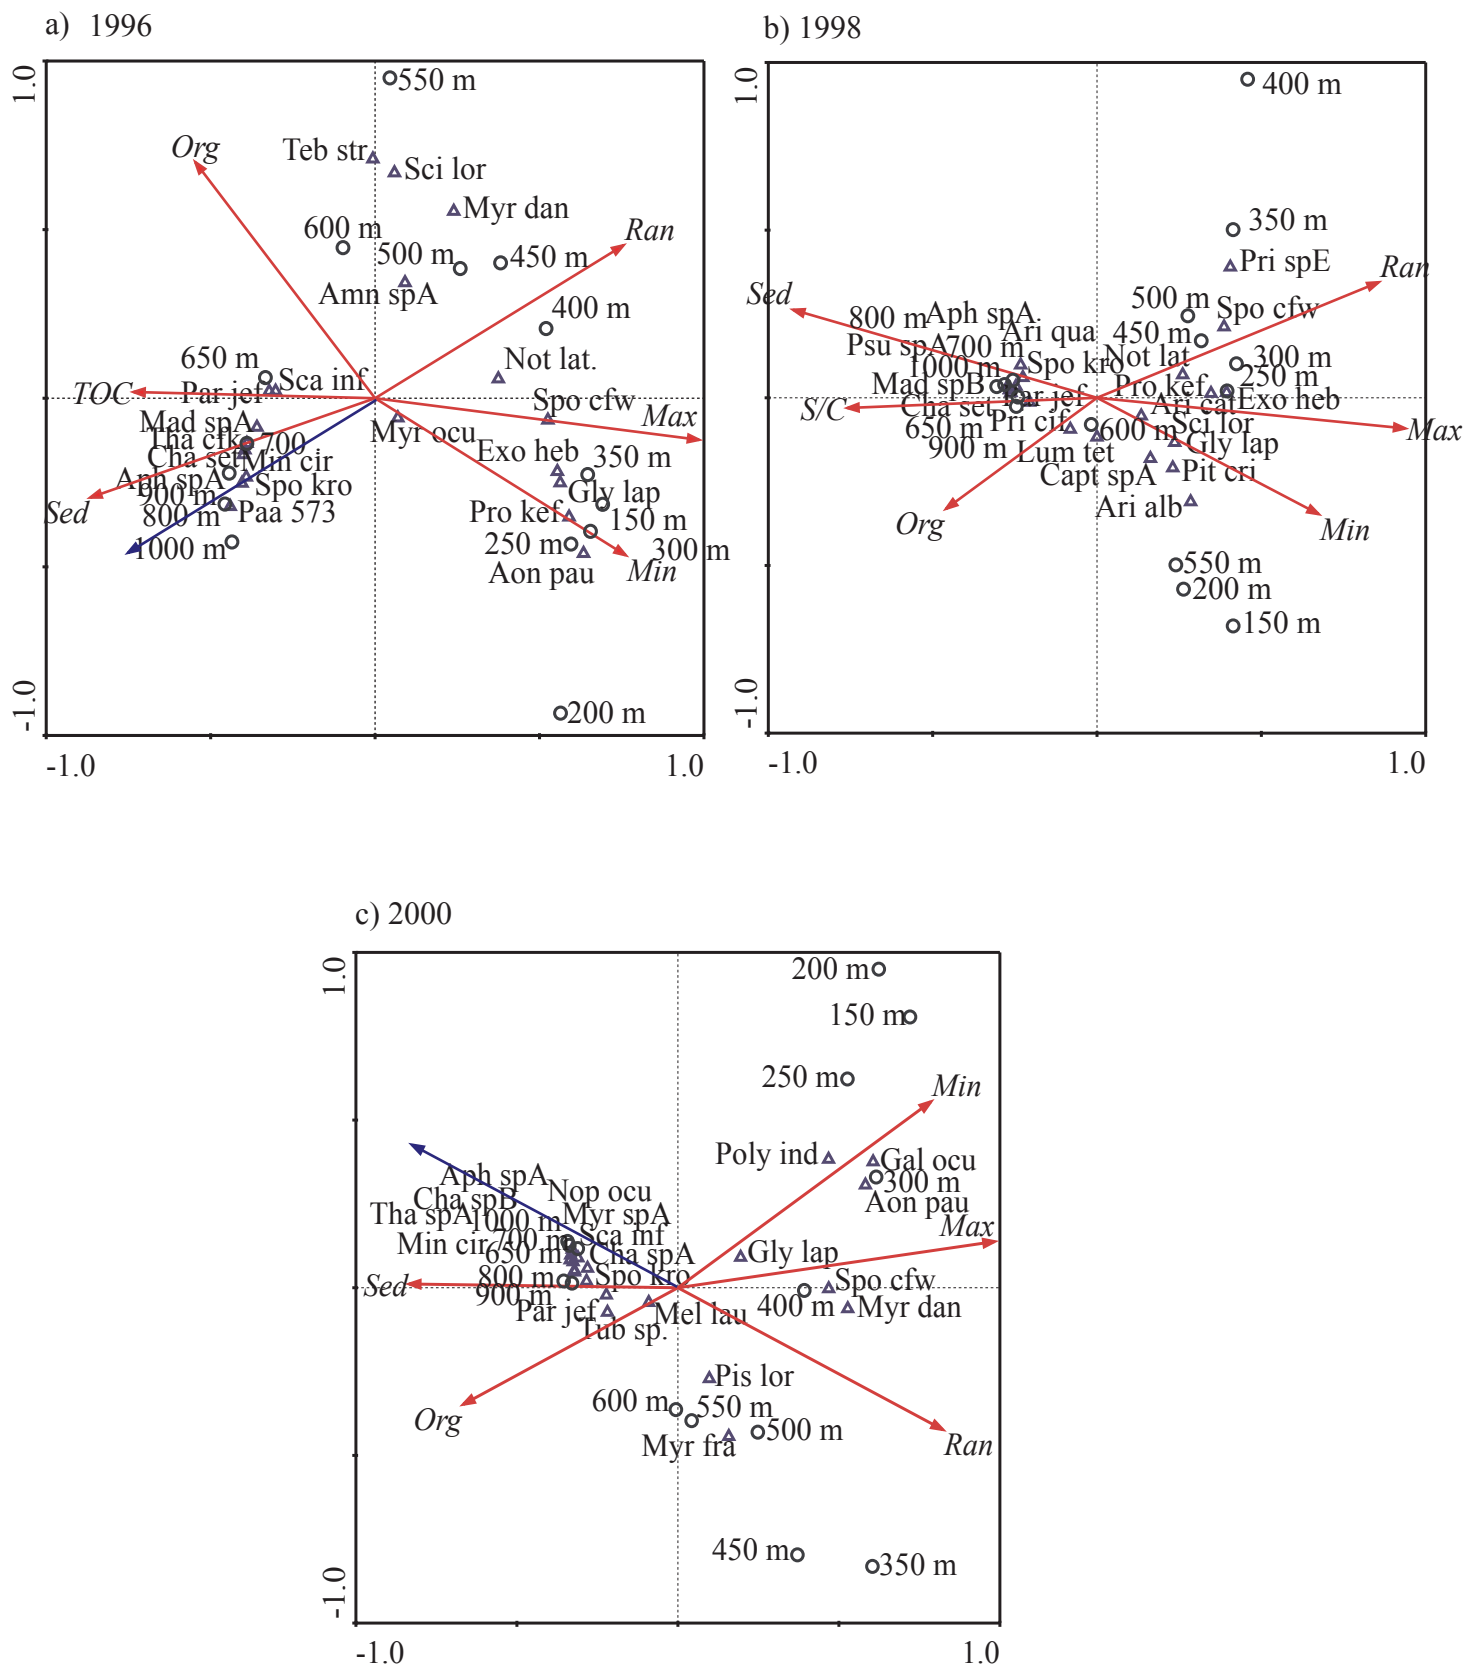 a) 1996
1.0
550 m
Org
Teb str
Sci lor
Myr dan
600 m
500 m
450 m
Ran
Amn spA
400 m
650 m
Not lat.
TOC
Par jef
Sca inf
Spo cfw
Max
Mad spA
Myr ocu
Tha cfk
700
Exo heb
350 m
Cha set
Min cir
Aph spA
Spo kro
Gly lap
900 m
Sed
800 m
Paa 573
Pro kef
150 m
1000 m
250 m
300 m
Aon pau
Min
200 m
-1.0
-1.0
1.0
b) 1998
1.0
400 m
350 m
Pri spE
Ran
Sed
500 m
Spo cfw
800 m
Aph spA.
Ari qua
450 m
Psu spA
700 m
Spo kro
Not lat
300 m
1000 m
250 m
Mad spB
Par jef
Pro kef
Exo heb
S/C
Cha set
Ari cat
650 m
Pri cif
600 m
Sci lor
Max
900 m
Lum tet
Gly lap
Capt spA
Pit cri
Org
Ari alb
Min
550 m
200 m
150 m
-1.0
-1.0
1.0
c) 2000
1.0
200 m
150 m
250 m
Min
Poly ind
Gal ocu
300 m
Aph spA
Nop ocu
Aon pau
Cha spB
Tha spA
1000 m
Myr spA
Max
Min cir
700 m
Sca inf
650 m
Cha spA
Gly lap
Sed
800 m
Spo kro
Spo cfw
900 m
400 m
Myr dan
Par jef
Mel lau
Tub sp.
Pis lor
600 m
550 m
Org
500 m
Myr fra
Ran
450 m
350 m
-1.0
-1.0
1.0